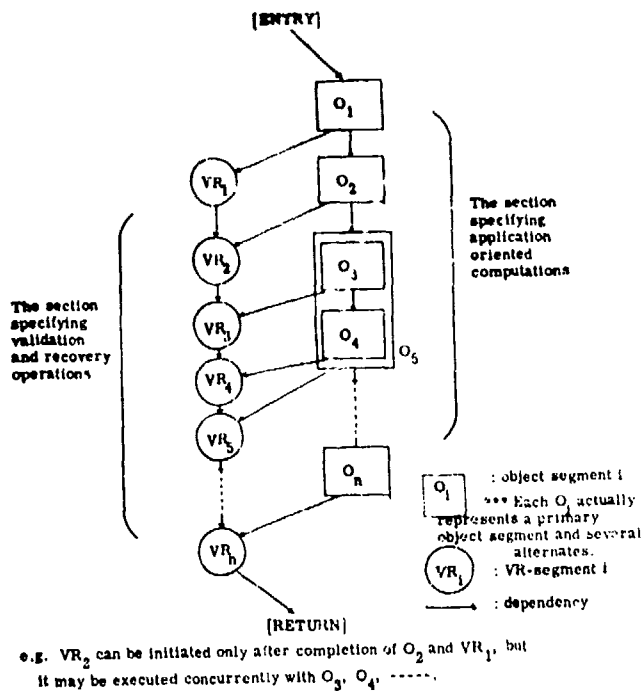 [ENTRY]
O1
VR1
O2
The section
specifying
application
oriented
computations
VR2
O3
The section
specifying
validation
and recovery
operations
VR3
O4
O5
VR4
VR5
On
Oi : object segment i
*** Each Oi actually
represents a primary
object segment and several
alternates.
VRn
VRi : VR-segment i
: dependency
[RETURN]
e.g. VR2 can be initiated only after completion of O2 and VR1, but
it may be executed concurrently with O3, O4, -----.